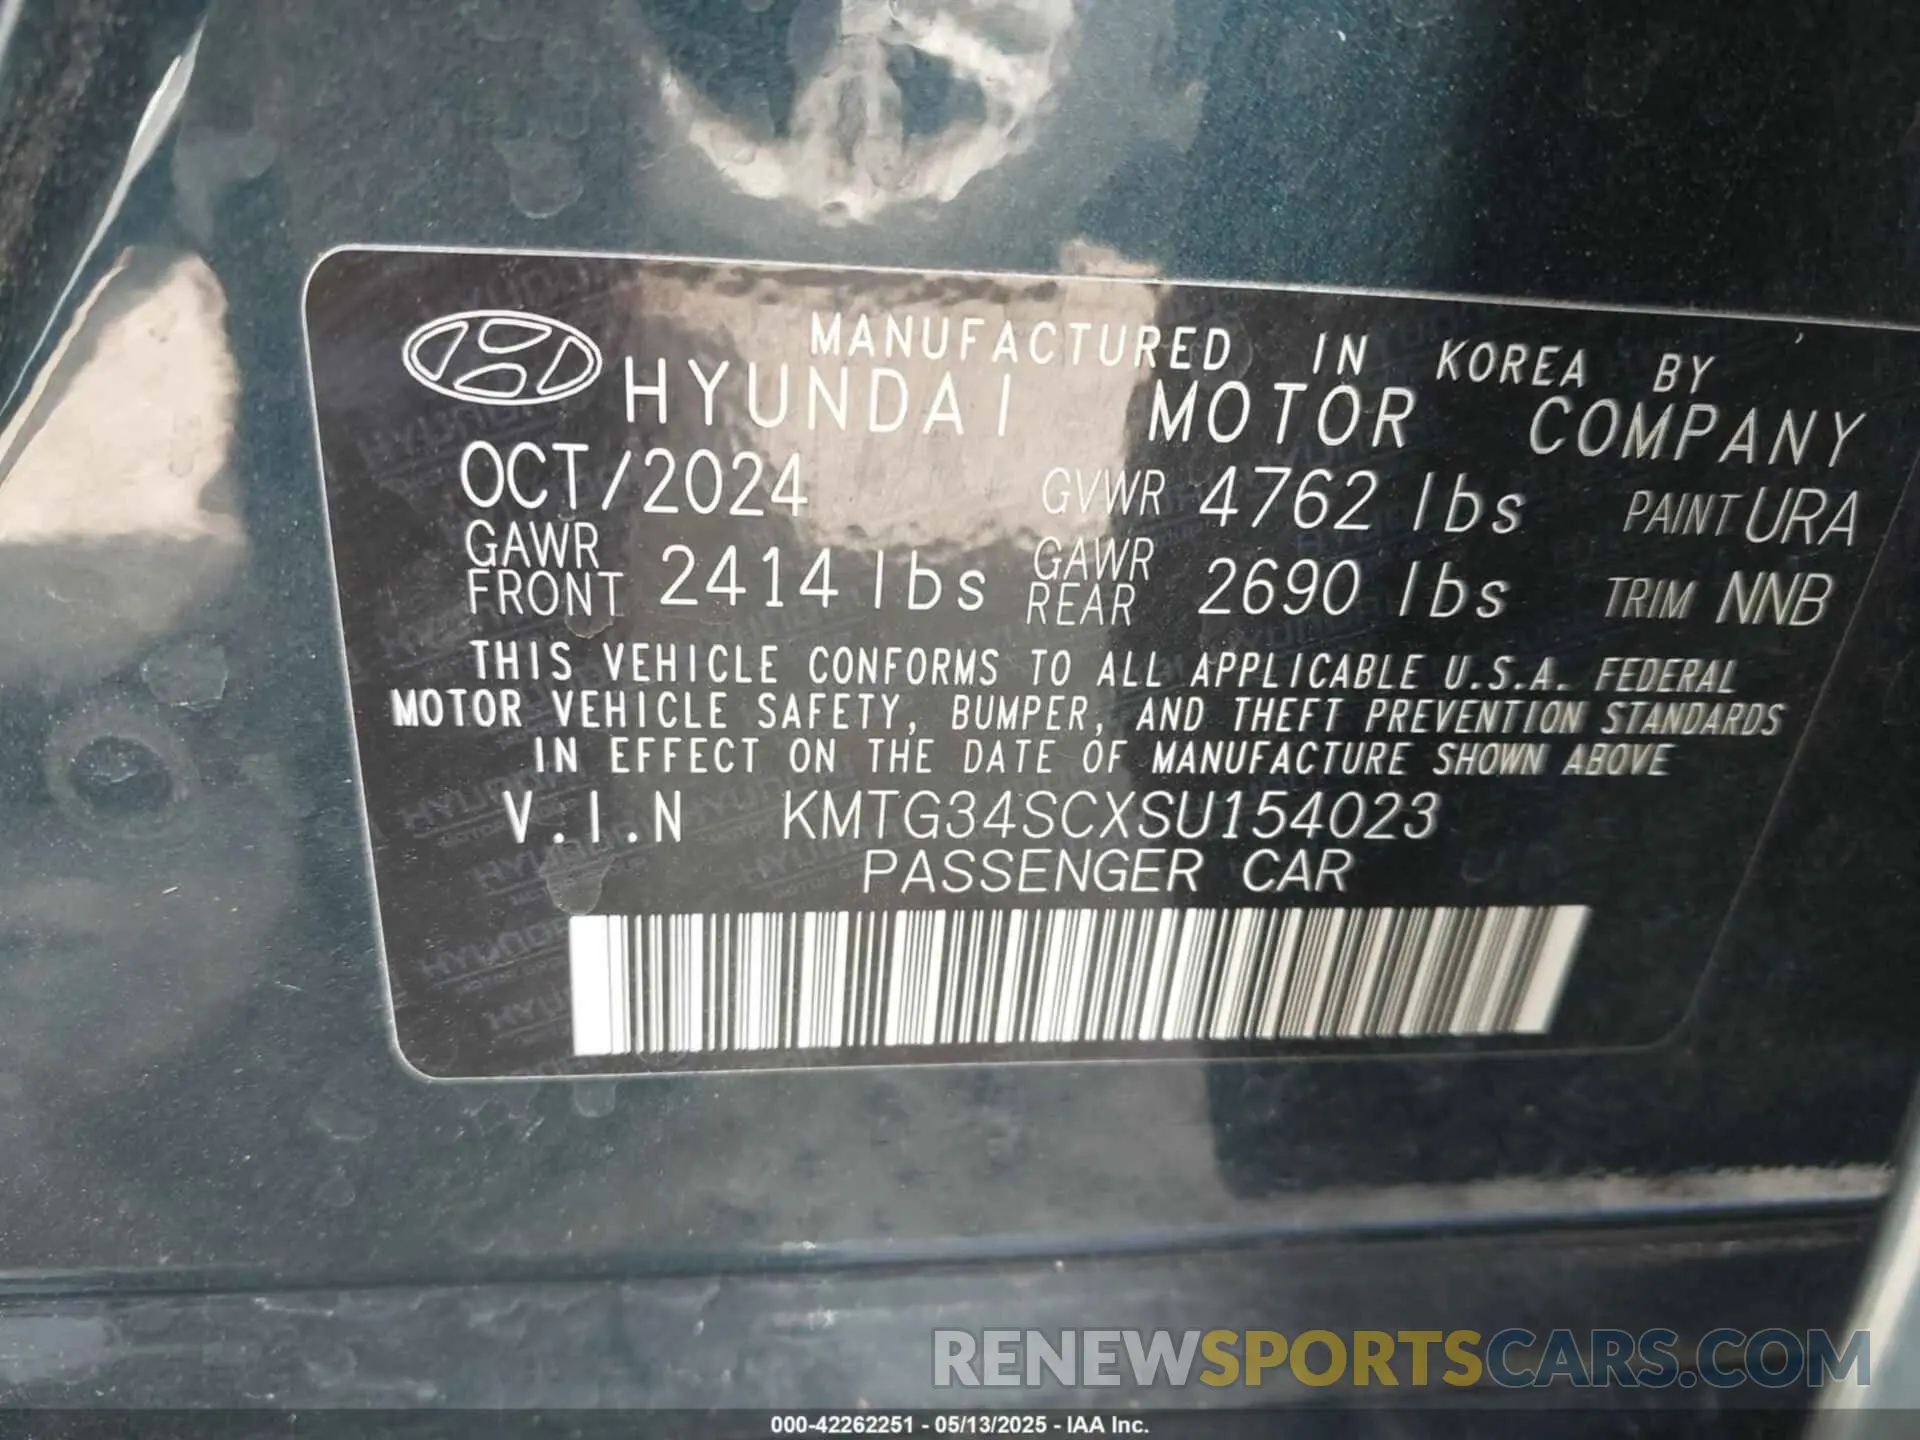 MANUFACTURED IN KOREA BY
HYUNDAI MOTOR COMPANY
OCT/2024 GVWR 4762 lbs PAINT URA
GAWR FRONT 2414 lbs GAWR REAR 2690 lbs TRIM NNB
THIS VEHICLE CONFORMS TO ALL APPLICABLE U.S.A. FEDERAL
MOTOR VEHICLE SAFETY, BUMPER, AND THEFT PREVENTION STANDARDS
IN EFFECT ON THE DATE OF MANUFACTURE SHOWN ABOVE
V.I.N KMTG34SCXSU154023
PASSENGER CAR
RENEWSPORTSCARS.COM
000-42262251 - 05/13/2025 - IAA Inc.